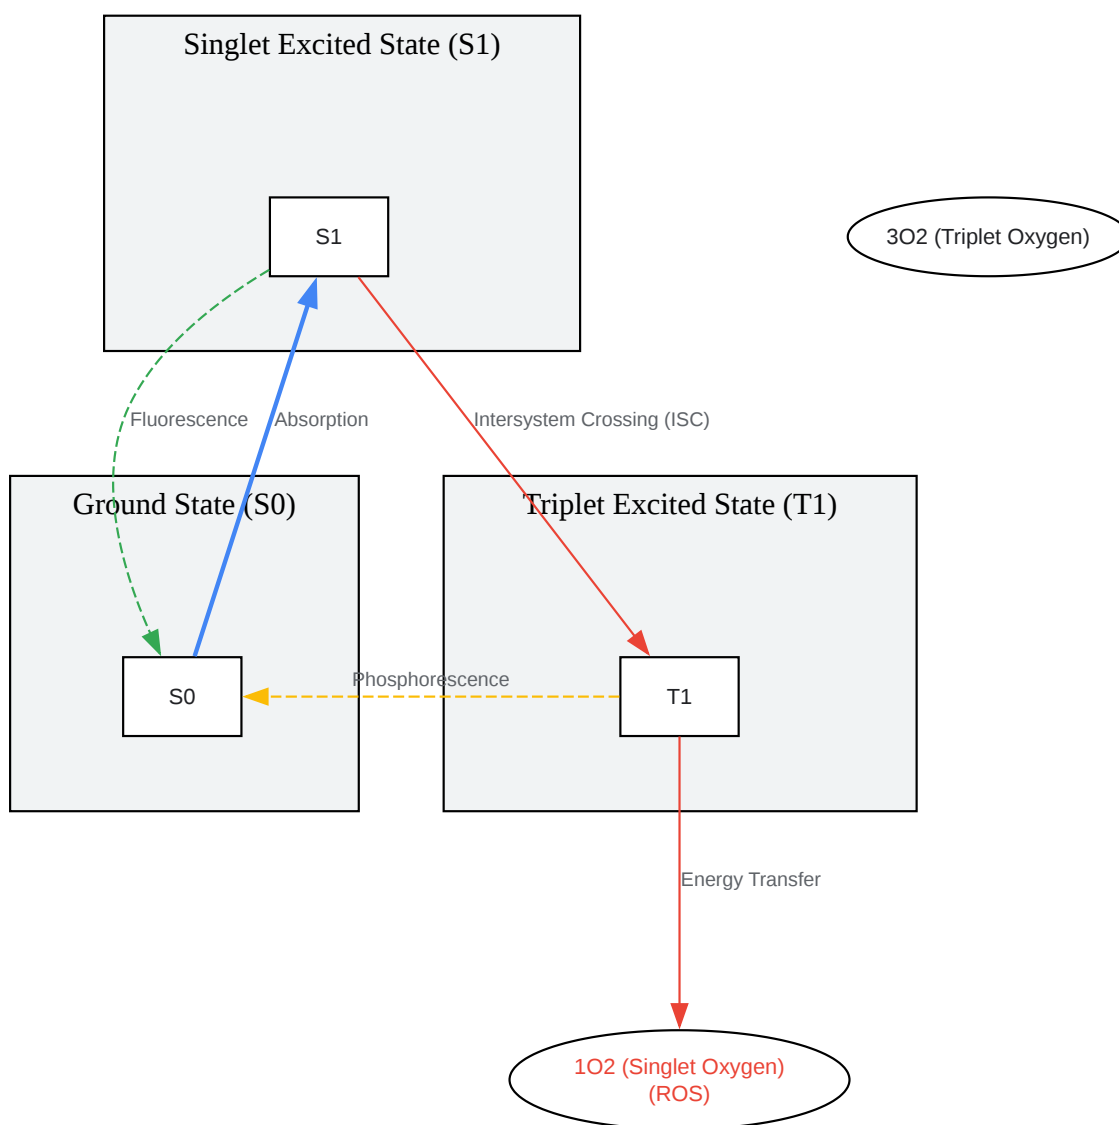 Singlet Excited State (S1)
S1
3O2 (Triplet Oxygen)
Fluorescence
Absorption
Intersystem Crossing (ISC)
Ground State (S0)
Triplet Excited State (T1)
Phosphorescence
S0
T1
Energy Transfer
1O2 (Singlet Oxygen)
(ROS)